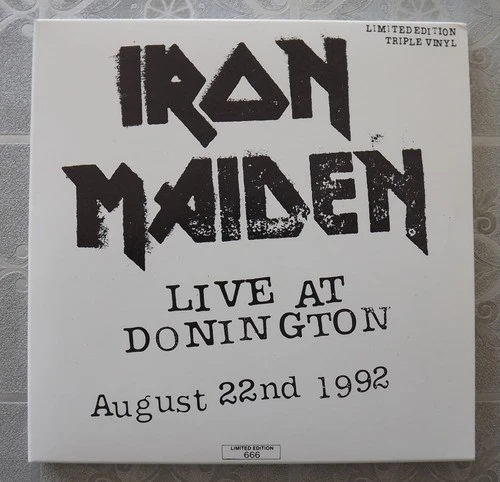 LIMITED EDITION
TRIPLE VINYL
IRON
MAIDEN
LIVE AT
DONINGTON
August 22nd 1992
LIMITED EDITION
666